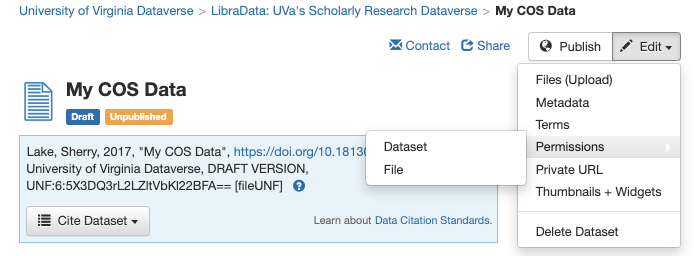 University of Virginia Dataverse > LibraData: UVa's Scholarly Research Dataverse > My COS Data
Contact Share Publish Edit
My COS Data
Draft Unpublished
Files (Upload)
Metadata
Terms
Permissions
Private URL
Thumbnails + Widgets
Delete Dataset
Dataset
File
Lake, Sherry, 2017, "My COS Data", https://doi.org/10.1813
University of Virginia Dataverse, DRAFT VERSION,
UNF:6:5X3DQ3rL2LZltVbKl22BFA== [fileUNF] ?
Cite Dataset
Learn about Data Citation Standards.